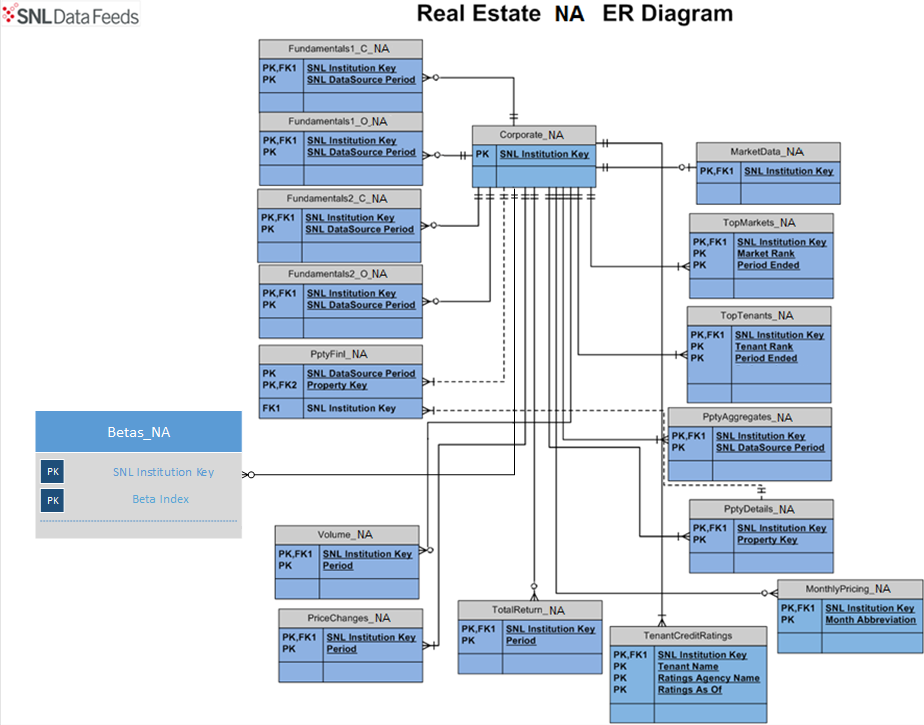 SNL Data Feeds
Real Estate NA ER Diagram
Fundamentals1_C_NA
PK,FK1 SNL Institution Key
PK SNL DataSource Period
Fundamentals1_O_NA
PK,FK1 SNL Institution Key
PK SNL DataSource Period
Fundamentals2_C_NA
PK,FK1 SNL Institution Key
PK SNL DataSource Period
Fundamentals2_O_NA
PK,FK1 SNL Institution Key
PK SNL DataSource Period
PptyFinl_NA
PK SNL DataSource Period
PK,FK2 Property Key
FK1 SNL Institution Key
Betas_NA
PK SNL Institution Key
PK Beta Index
Volume_NA
PK,FK1 SNL Institution Key
PK Period
PriceChanges_NA
PK,FK1 SNL Institution Key
PK Period
Corporate_NA
PK SNL Institution Key
TotalReturn_NA
PK,FK1 SNL Institution Key
PK Period
MarketData_NA
PK,FK1 SNL Institution Key
TopMarkets_NA
PK,FK1 SNL Institution Key
PK Market Rank
PK Period Ended
TopTenants_NA
PK,FK1 SNL Institution Key
PK Tenant Rank
PK Period Ended
PptyAggregates_NA
PK,FK1 SNL Institution Key
PK SNL DataSource Period
PptyDetails_NA
PK,FK1 SNL Institution Key
PK Property Key
MonthlyPricing_NA
PK,FK1 SNL Institution Key
PK Month Abbreviation
TenantCreditRatings
PK,FK1 SNL Institution Key
PK Tenant Name
PK Ratings Agency Name
PK Ratings As Of